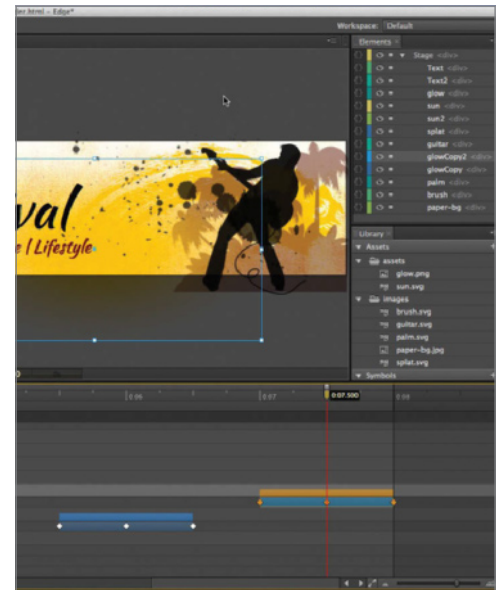 der.html – Edge*
Workspace: Default
Elements
Stage <div>
Text <div>
Text2 <div>
glow <div>
sun <div>
sun2 <div>
splat <div>
guitar <div>
glowCopy2 <div>
glowCopy <div>
palm <div>
brush <div>
paper-bg <div>
val
e | Lifestyle
Library
Assets
assets
glow.png
sun.svg
images
brush.svg
guitar.svg
palm.svg
paper-bg.jpg
splat.svg
Symbols
0:06
0:07
0:07.500
0:08